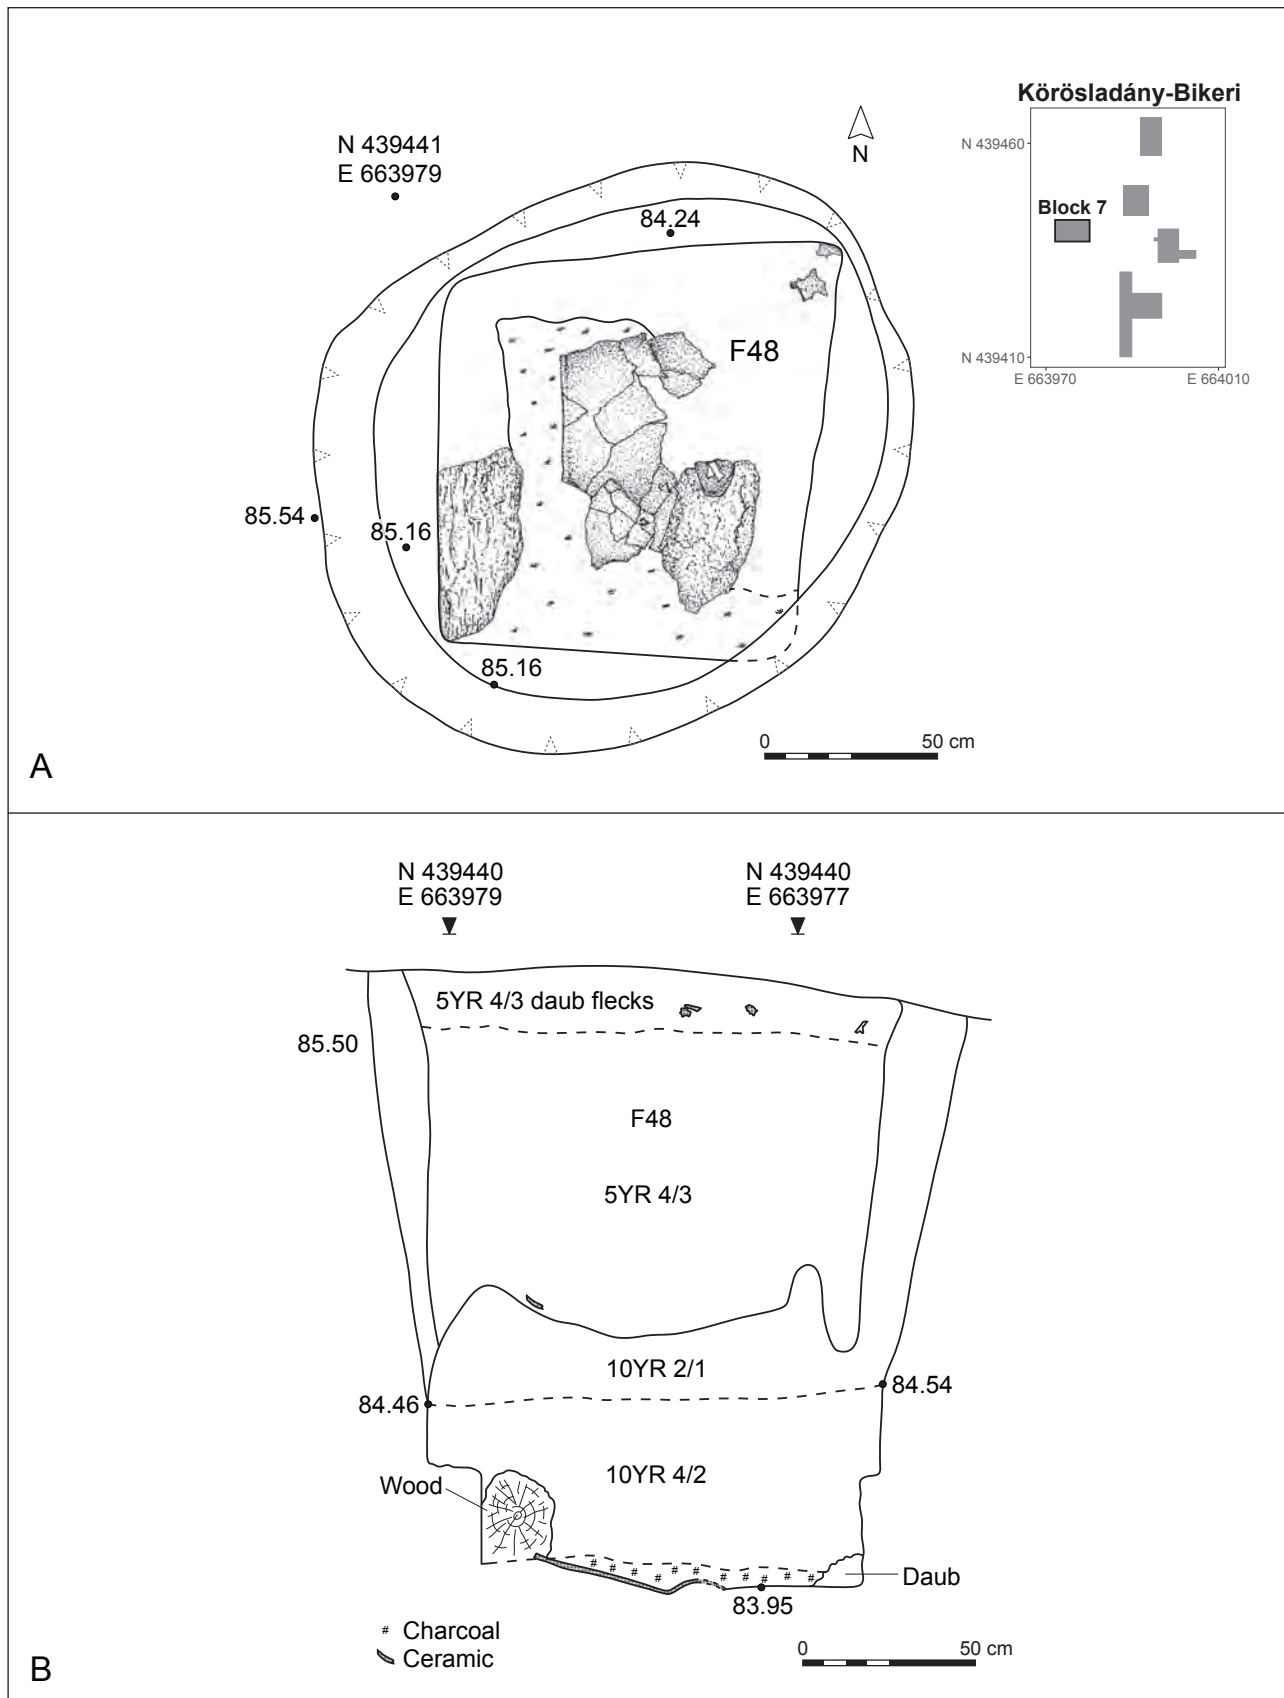 Körösladány-Bikeri
N 439460
Block 7
N 439410
E 663970
E 664010
N 439441
E 663979
N
84.24
F48
85.54
85.16
85.16
0
50 cm
A
N 439440
E 663979
N 439440
E 663977
5YR 4/3 daub flecks
85.50
F48
5YR 4/3
10YR 2/1
84.46
84.54
10YR 4/2
Wood
Daub
83.95
# Charcoal
Ceramic
0
50 cm
B